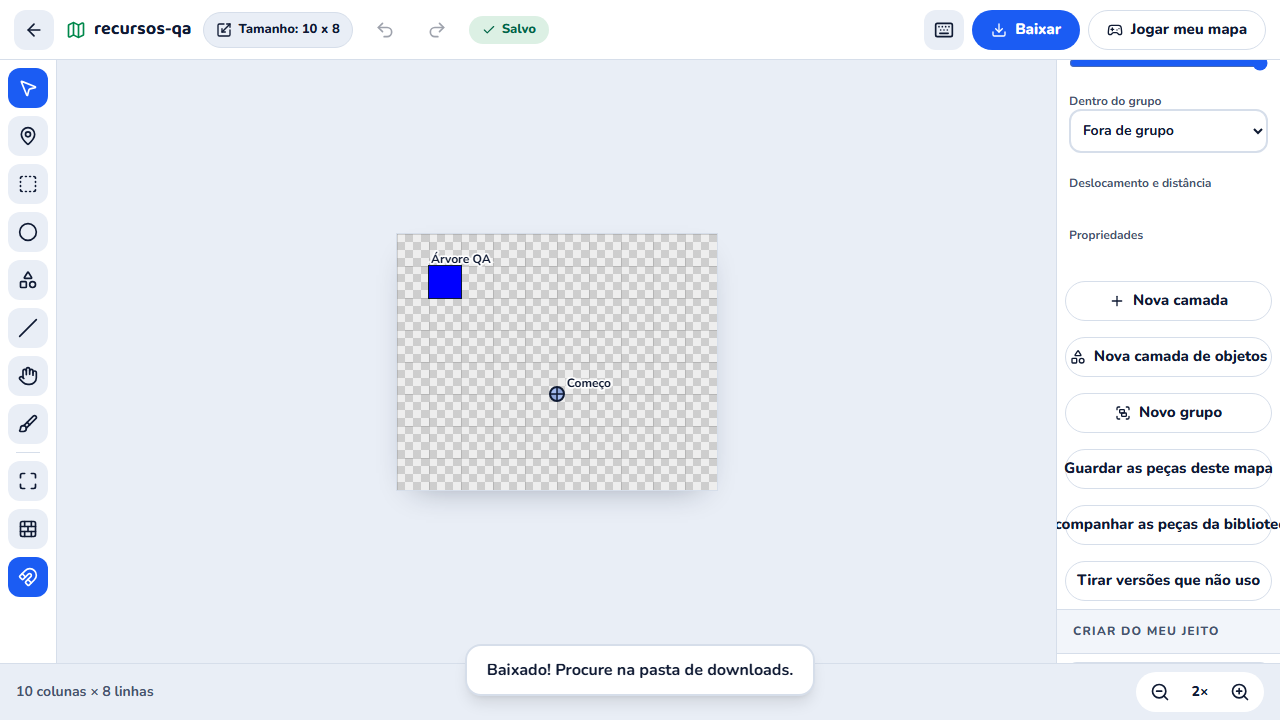 recursos-qa
Tamanho: 10 x 8
Salvo
Baixar
Jogar meu mapa
Dentro do grupo
Fora de grupo
Deslocamento e distância
Propriedades
Árvore QA
Começo
Nova camada
Nova camada de objetos
Novo grupo
Guardar as peças deste mapa
companhar as peças da bibliote
Tirar versões que não uso
CRIAR DO MEU JEITO
Baixado! Procure na pasta de downloads.
10 colunas × 8 linhas
2×